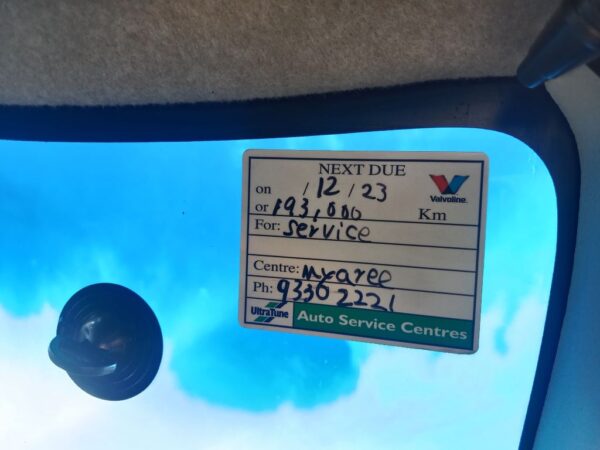 NEXT DUE
on / 12 / 23
Valvoline.
or 193,000 Km
For: service
Centre: Myaree
Ph: 9330 2221
UltraTune Auto Service Centres